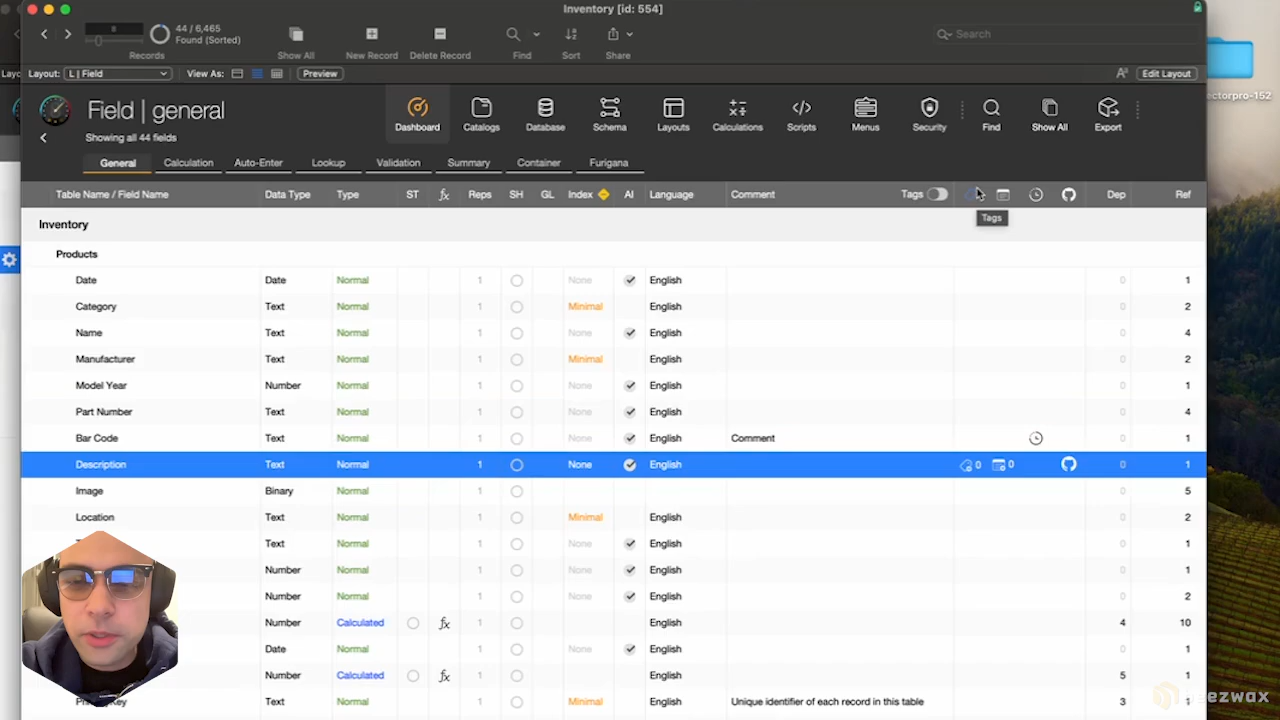 Inventory [id: 554]
8
44 / 6,465
Found (Sorted)
Records
Show All
New Record
Delete Record
Find
Sort
Share
Search
Layout: L | Field
View As:
Preview
Edit Layout
Field | general
Showing all 44 fields
Dashboard
Catalogs
Database
Schema
Layouts
Calculations
Scripts
Menus
Security
Find
Show All
Export
ectorpro-152
General
Calculation
Auto-Enter
Lookup
Validation
Summary
Container
Furigana
Table Name / Field Name Data Type Type ST fx Reps SH GL Index AI Language Comment Tags Dep Ref
Tags
Inventory
Products
Date Date Normal 1 None English 0 1
Category Text Normal 1 Minimal English 0 2
Name Text Normal 1 None English 0 4
Manufacturer Text Normal 1 Minimal English 0 2
Model Year Number Normal 1 None English 0 1
Part Number Text Normal 1 None English 0 4
Bar Code Text Normal 1 None English Comment 0 1
Description Text Normal 1 None English 0 0 0 1
Image Binary Normal 1 0 5
Location Text Normal 1 Minimal English 0 2
Text Normal 1 None English 0 1
Number Normal 1 None English 0 1
Number Normal 1 None English 0 2
Number Calculated fx 1 None English 4 10
Date Normal 1 None English 0 1
Number Calculated fx 1 None English 5 1
Key Text Normal 1 Minimal English Unique identifier of each record in this table 3 1
beezwax